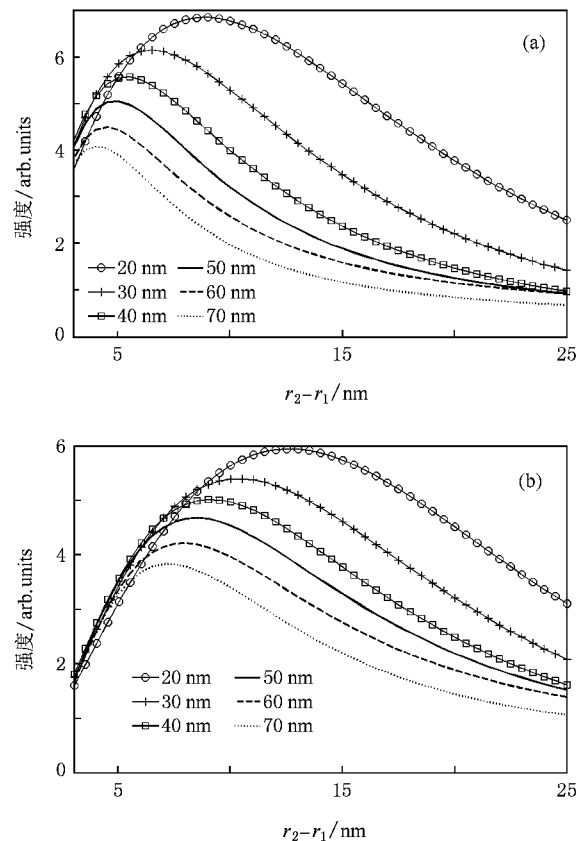 (a)
6
4
2
0
强度/arb.units
20 nm 50 nm
30 nm 60 nm
40 nm 70 nm
5 15 25
r₂−r₁/nm
(b)
6
4
2
0
强度/arb.units
20 nm 50 nm
30 nm 60 nm
40 nm 70 nm
5 15 25
r₂−r₁/nm